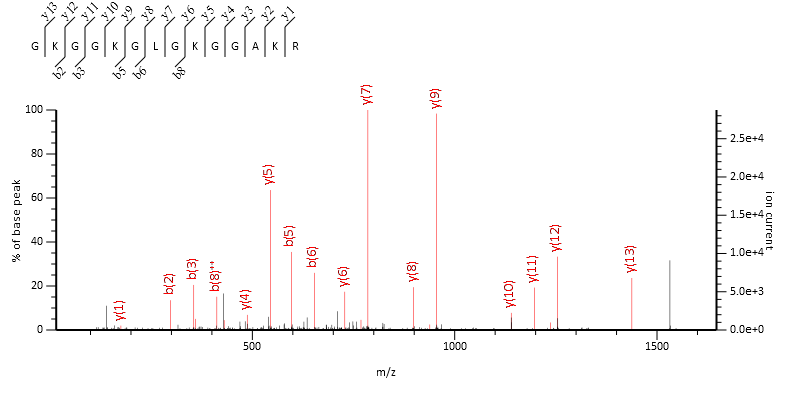 y13 y12 y11 y10 y9 y8 y7 y6 y5 y4 y3 y2 y1
G K G G K G L G K G G A K R
b2 b3 b5 b6 b8
y(7)
y(9)
100
2.5e+4
80
2.0e+4
y(5)
60
1.5e+4
% of base peak
ion current
40
b(5)
y(12)
1.0e+4
b(6)
y(13)
b(3)
y(8)
y(11)
20
b(2)
b(8)++
y(6)
5.0e+3
y(10)
y(4)
y(1)
0
0.0e+0
500 1000 1500
m/z